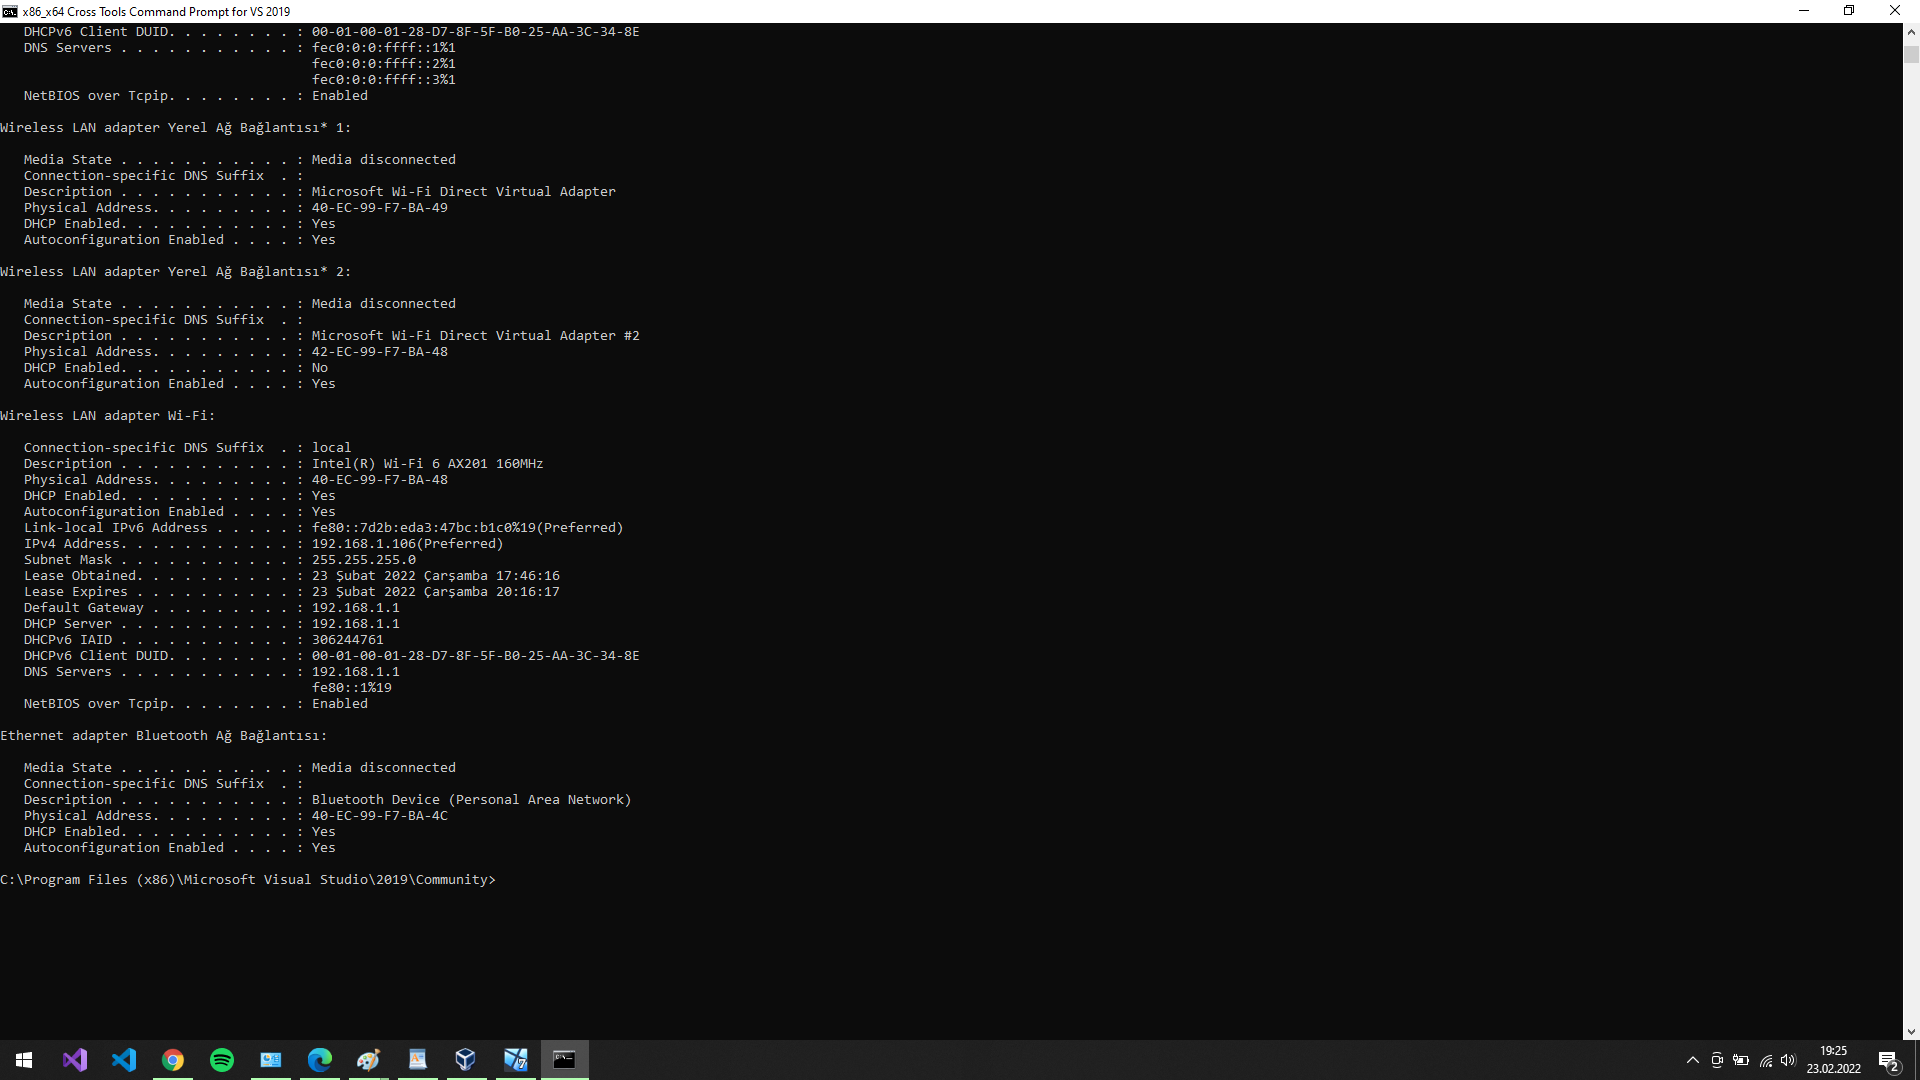 x86_x64 Cross Tools Command Prompt for VS 2019
   DHCPv6 Client DUID. . . . . . . . : 00-01-00-01-28-D7-8F-5F-B0-25-AA-3C-34-8E
   DNS Servers . . . . . . . . . . . : fec0:0:0:ffff::1%1
                                       fec0:0:0:ffff::2%1
                                       fec0:0:0:ffff::3%1
   NetBIOS over Tcpip. . . . . . . . : Enabled
Wireless LAN adapter Yerel Ağ Bağlantısı* 1:
   Media State . . . . . . . . . . . : Media disconnected
   Connection-specific DNS Suffix  . :
   Description . . . . . . . . . . . : Microsoft Wi-Fi Direct Virtual Adapter
   Physical Address. . . . . . . . . : 40-EC-99-F7-BA-49
   DHCP Enabled. . . . . . . . . . . : Yes
   Autoconfiguration Enabled . . . . : Yes
Wireless LAN adapter Yerel Ağ Bağlantısı* 2:
   Media State . . . . . . . . . . . : Media disconnected
   Connection-specific DNS Suffix  . :
   Description . . . . . . . . . . . : Microsoft Wi-Fi Direct Virtual Adapter #2
   Physical Address. . . . . . . . . : 42-EC-99-F7-BA-48
   DHCP Enabled. . . . . . . . . . . : No
   Autoconfiguration Enabled . . . . : Yes
Wireless LAN adapter Wi-Fi:
   Connection-specific DNS Suffix  . : local
   Description . . . . . . . . . . . : Intel(R) Wi-Fi 6 AX201 160MHz
   Physical Address. . . . . . . . . : 40-EC-99-F7-BA-48
   DHCP Enabled. . . . . . . . . . . : Yes
   Autoconfiguration Enabled . . . . : Yes
   Link-local IPv6 Address . . . . . : fe80::7d2b:eda3:47bc:b1c0%19(Preferred)
   IPv4 Address. . . . . . . . . . . : 192.168.1.106(Preferred)
   Subnet Mask . . . . . . . . . . . : 255.255.255.0
   Lease Obtained. . . . . . . . . . : 23 Şubat 2022 Çarşamba 17:46:16
   Lease Expires . . . . . . . . . . : 23 Şubat 2022 Çarşamba 20:16:17
   Default Gateway . . . . . . . . . : 192.168.1.1
   DHCP Server . . . . . . . . . . . : 192.168.1.1
   DHCPv6 IAID . . . . . . . . . . . : 306244761
   DHCPv6 Client DUID. . . . . . . . : 00-01-00-01-28-D7-8F-5F-B0-25-AA-3C-34-8E
   DNS Servers . . . . . . . . . . . : 192.168.1.1
                                       fe80::1%19
   NetBIOS over Tcpip. . . . . . . . : Enabled
Ethernet adapter Bluetooth Ağ Bağlantısı:
   Media State . . . . . . . . . . . : Media disconnected
   Connection-specific DNS Suffix  . :
   Description . . . . . . . . . . . : Bluetooth Device (Personal Area Network)
   Physical Address. . . . . . . . . : 40-EC-99-F7-BA-4C
   DHCP Enabled. . . . . . . . . . . : Yes
   Autoconfiguration Enabled . . . . : Yes
C:\Program Files (x86)\Microsoft Visual Studio\2019\Community>
19:25
23.02.2022
2